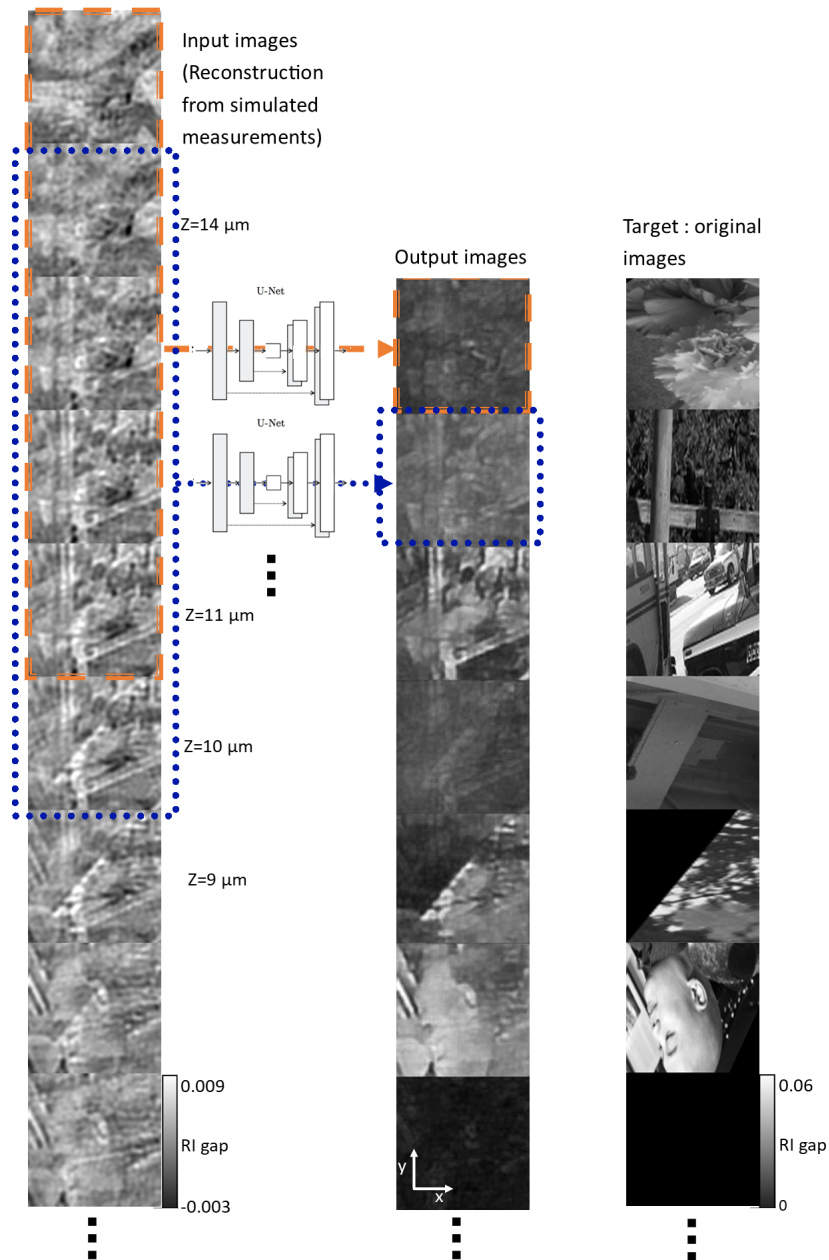 Input images
(Reconstruction
from simulated
measurements)
Z=14 μm
Target : original
images
Output images
U-Net
U-Net
Z=11 μm
Z=10 μm
Z=9 μm
0.009
RI gap
-0.003
0.06
RI gap
0
y
x